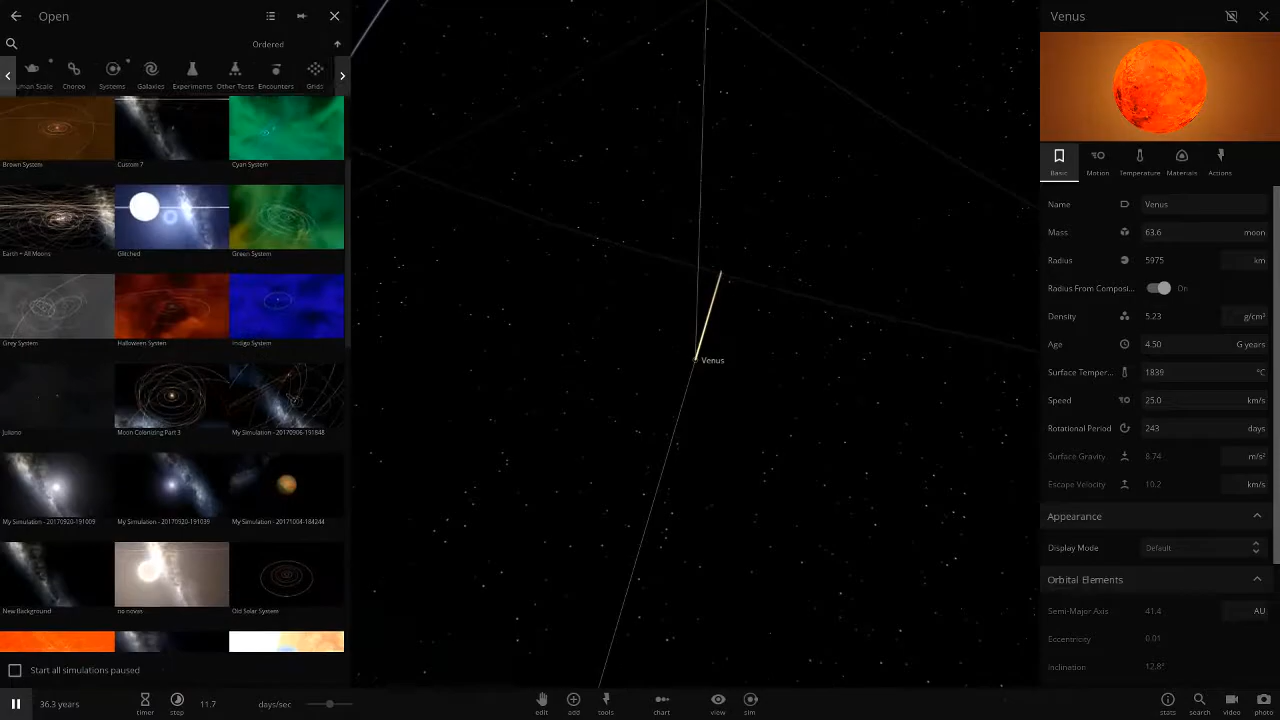 Open
Ordered
uman Scale
Choreo
Systems
Galaxies
Experiments
Other Tests
Encounters
Grids
Brown System
Custom 7
Cyan System
Earth - All Moons
Glitched
Green System
Grey System
Halloween System
Indigo System
Juliano
Moon Colonizing Part 3
My Simulation - 20170906-191848
My Simulation - 20170920-191009
My Simulation - 20170920-191039
My Simulation - 20171004-184244
New Background
no novas
Old Solar System
Start all simulations paused
36.3 years
timer
step
11.7
days/sec
Venus
edit
add
tools
chart
view
sim
stats
search
video
photo
Venus
Basic
Motion
Temperature
Materials
Actions
Name Venus
Mass 63.6 moon
Radius 5975 km
Radius From Composi... On
Density 5.23 g/cm³
Age 4.50 G years
Surface Temper... 1839 °C
Speed 25.0 km/s
Rotational Period 243 days
Surface Gravity 8.74 m/s²
Escape Velocity 10.2 km/s
Appearance
Display Mode Default
Orbital Elements
Semi-Major Axis 41.4 AU
Eccentricity 0.01
Inclination 12.8°